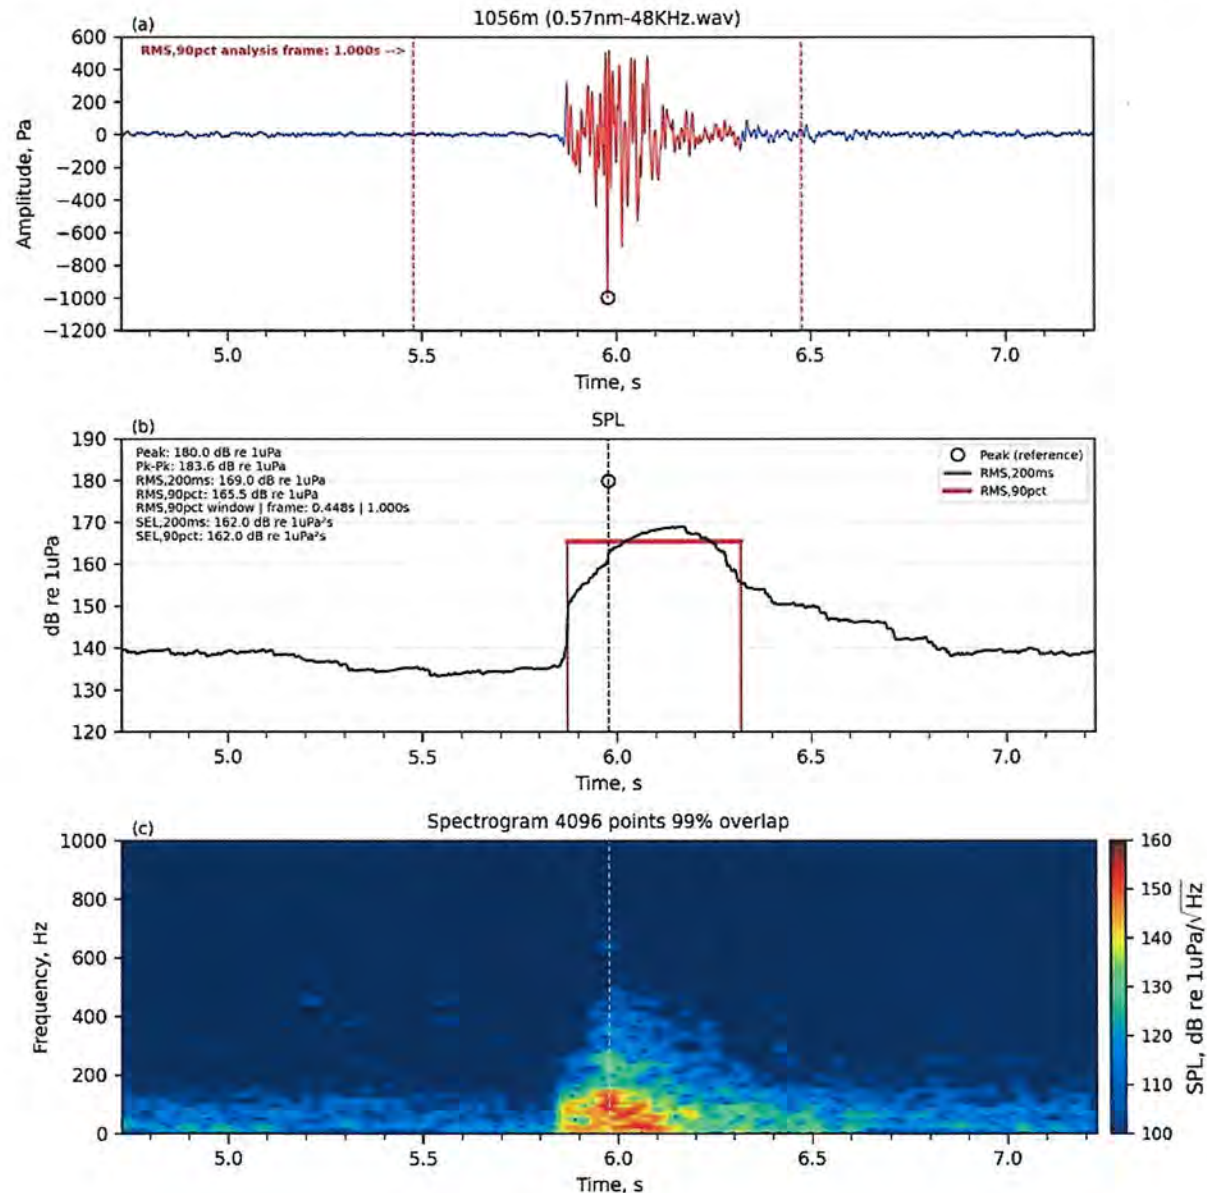 (a)
1056m (0.57nm-48KHz.wav)
RMS,90pct analysis frame: 1.000s -->
600
400
200
0
−200
−400
−600
−800
−1000
−1200
Amplitude, Pa
5.0 5.5 6.0 6.5 7.0
Time, s
(b)
SPL
Peak: 180.0 dB re 1uPa
Pk-Pk: 183.6 dB re 1uPa
RMS,200ms: 169.0 dB re 1uPa
RMS,90pct: 165.5 dB re 1uPa
RMS,90pct window | frame: 0.448s | 1.000s
SEL,200ms: 162.0 dB re 1uPa²s
SEL,90pct: 162.0 dB re 1uPa²s
Peak (reference)
RMS,200ms
RMS,90pct
190
180
170
160
150
140
130
120
dB re 1uPa
5.0 5.5 6.0 6.5 7.0
Time, s
(c)
Spectrogram 4096 points 99% overlap
1000
800
600
400
200
0
Frequency, Hz
5.0 5.5 6.0 6.5 7.0
Time, s
160
150
140
130
120
110
100
SPL, dB re 1uPa/√Hz